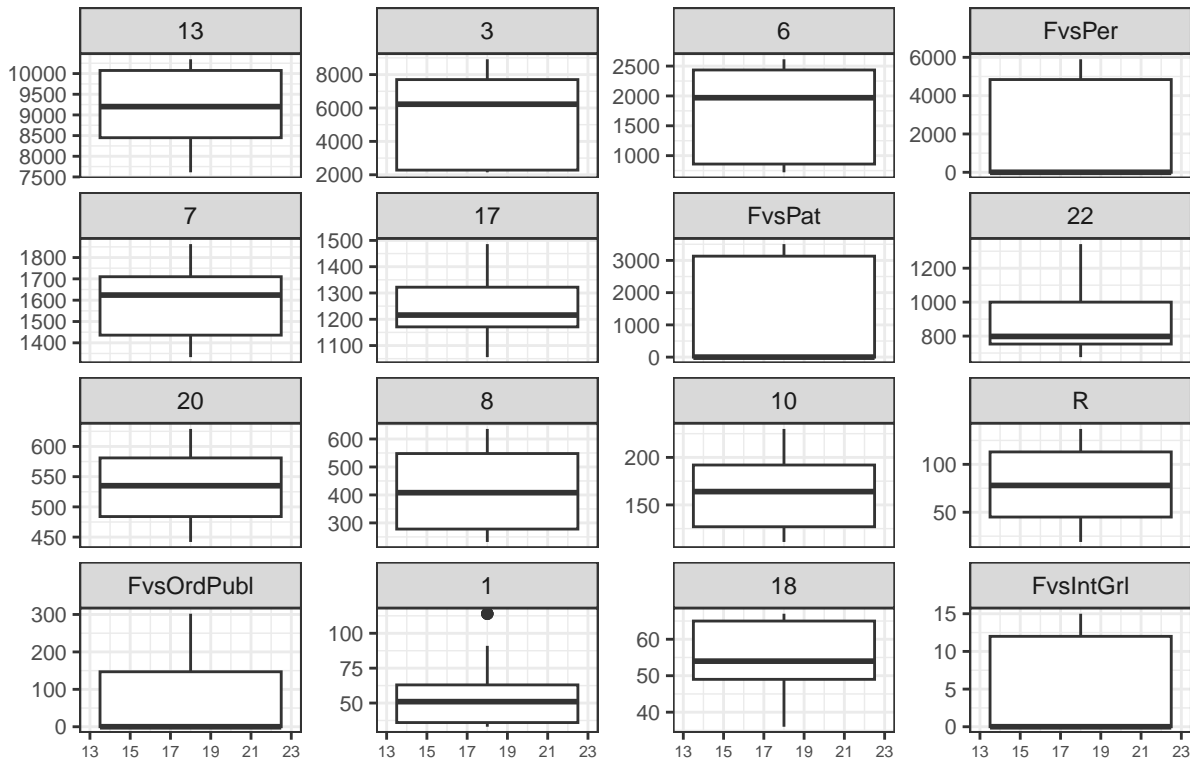 13 3 6 FvsPer
10000 8000 2500 6000
9500 6000 2000 4000
9000 4000 1500 2000
8500 2000 1000 0
8000
7500
7 17 FvsPat 22
1800 1500 3000 1200
1700 1400 2000 1000
1600 1300 1000 800
1500 1200 0
1400 1100
20 8 10 R
600 600 200 100
550 500 150 50
500 400
450 300
FvsOrdPubl 1 18 FvsIntGrl
300 100 60 15
200 75 50 10
100 50 40 5
0 0
13 15 17 19 21 23 13 15 17 19 21 23 13 15 17 19 21 23 13 15 17 19 21 23